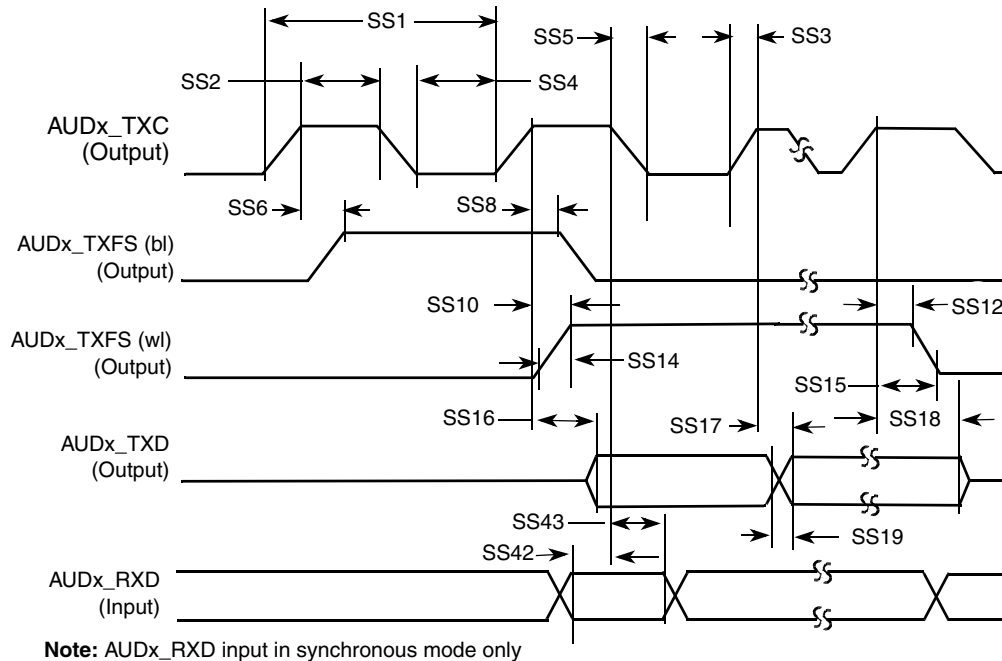 SS1
SS5
SS3
SS2
SS4
AUDx_TXC
(Output)
SS6
SS8
AUDx_TXFS (bl)
(Output)
SS10
SS12
AUDx_TXFS (wl)
(Output)
SS14
SS15
SS16
SS17
SS18
AUDx_TXD
(Output)
SS43
SS19
SS42
AUDx_RXD
(Input)
Note: AUDx_RXD input in synchronous mode only